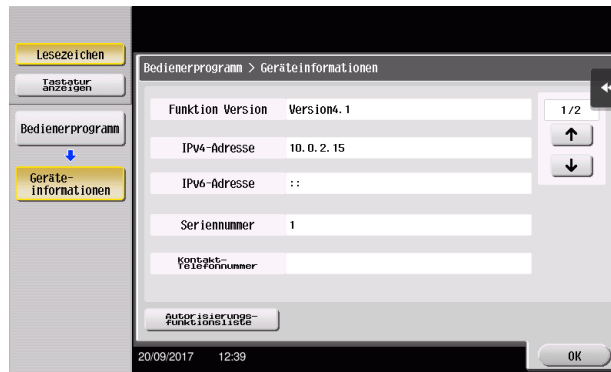 Lesezeichen
Tastatur
anzeigen
Bedienerprogramm
Geräte-
informationen
Bedienerprogramm > Geräteinformationen
Funktion Version Version4.1
IPv4-Adresse 10.0.2.15
IPv6-Adresse ::
Seriennummer 1
Kontakt-
Telefonnummer
1/2
Autorisierungs-
funktionsliste
20/09/2017 12:39
OK